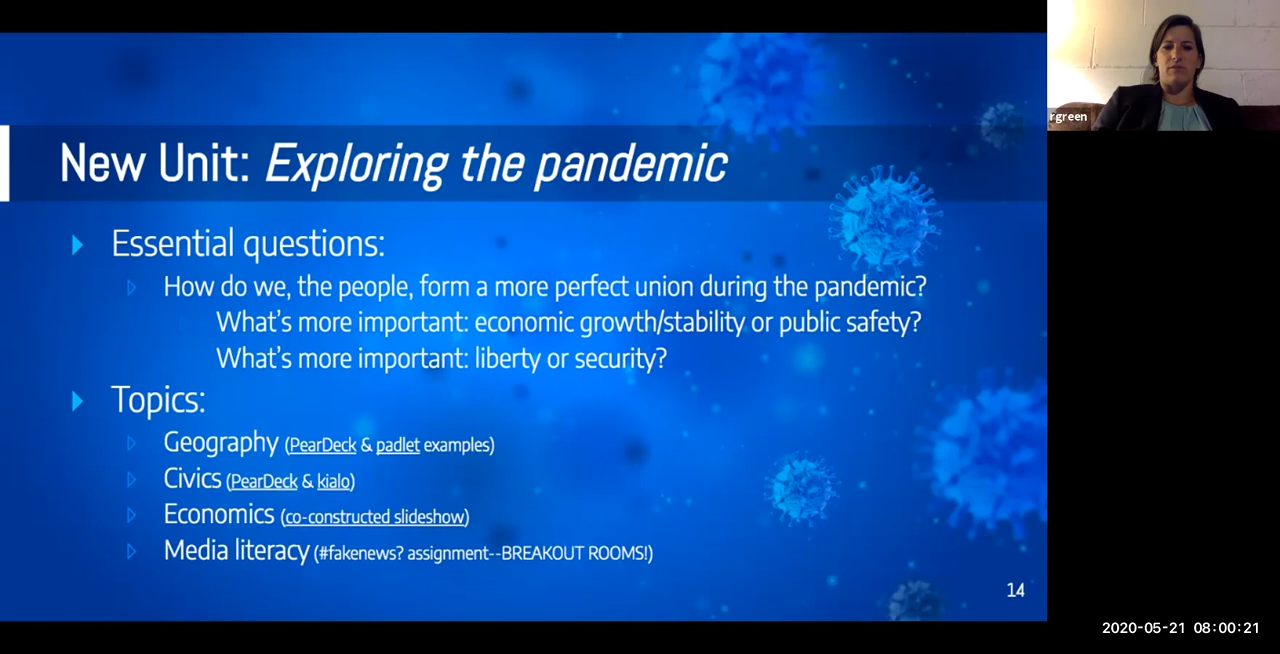 New Unit: Exploring the pandemic
Essential questions:
How do we, the people, form a more perfect union during the pandemic?
What's more important: economic growth/stability or public safety?
What's more important: liberty or security?
Topics:
Geography (PearDeck & padlet examples)
Civics (PearDeck & kialo)
Economics (co-constructed slideshow)
Media literacy (#fakenews? assignment--BREAKOUT ROOMS!)
14
rgreen
2020-05-21 08:00:21